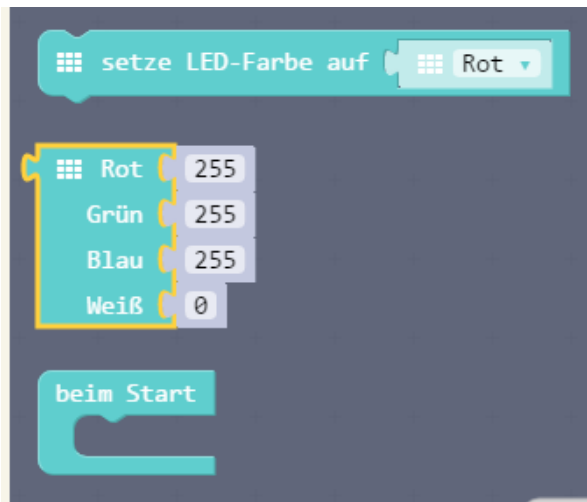 setze LED-Farbe auf Rot
Rot 255
Grün 255
Blau 255
Weiß 0
beim Start